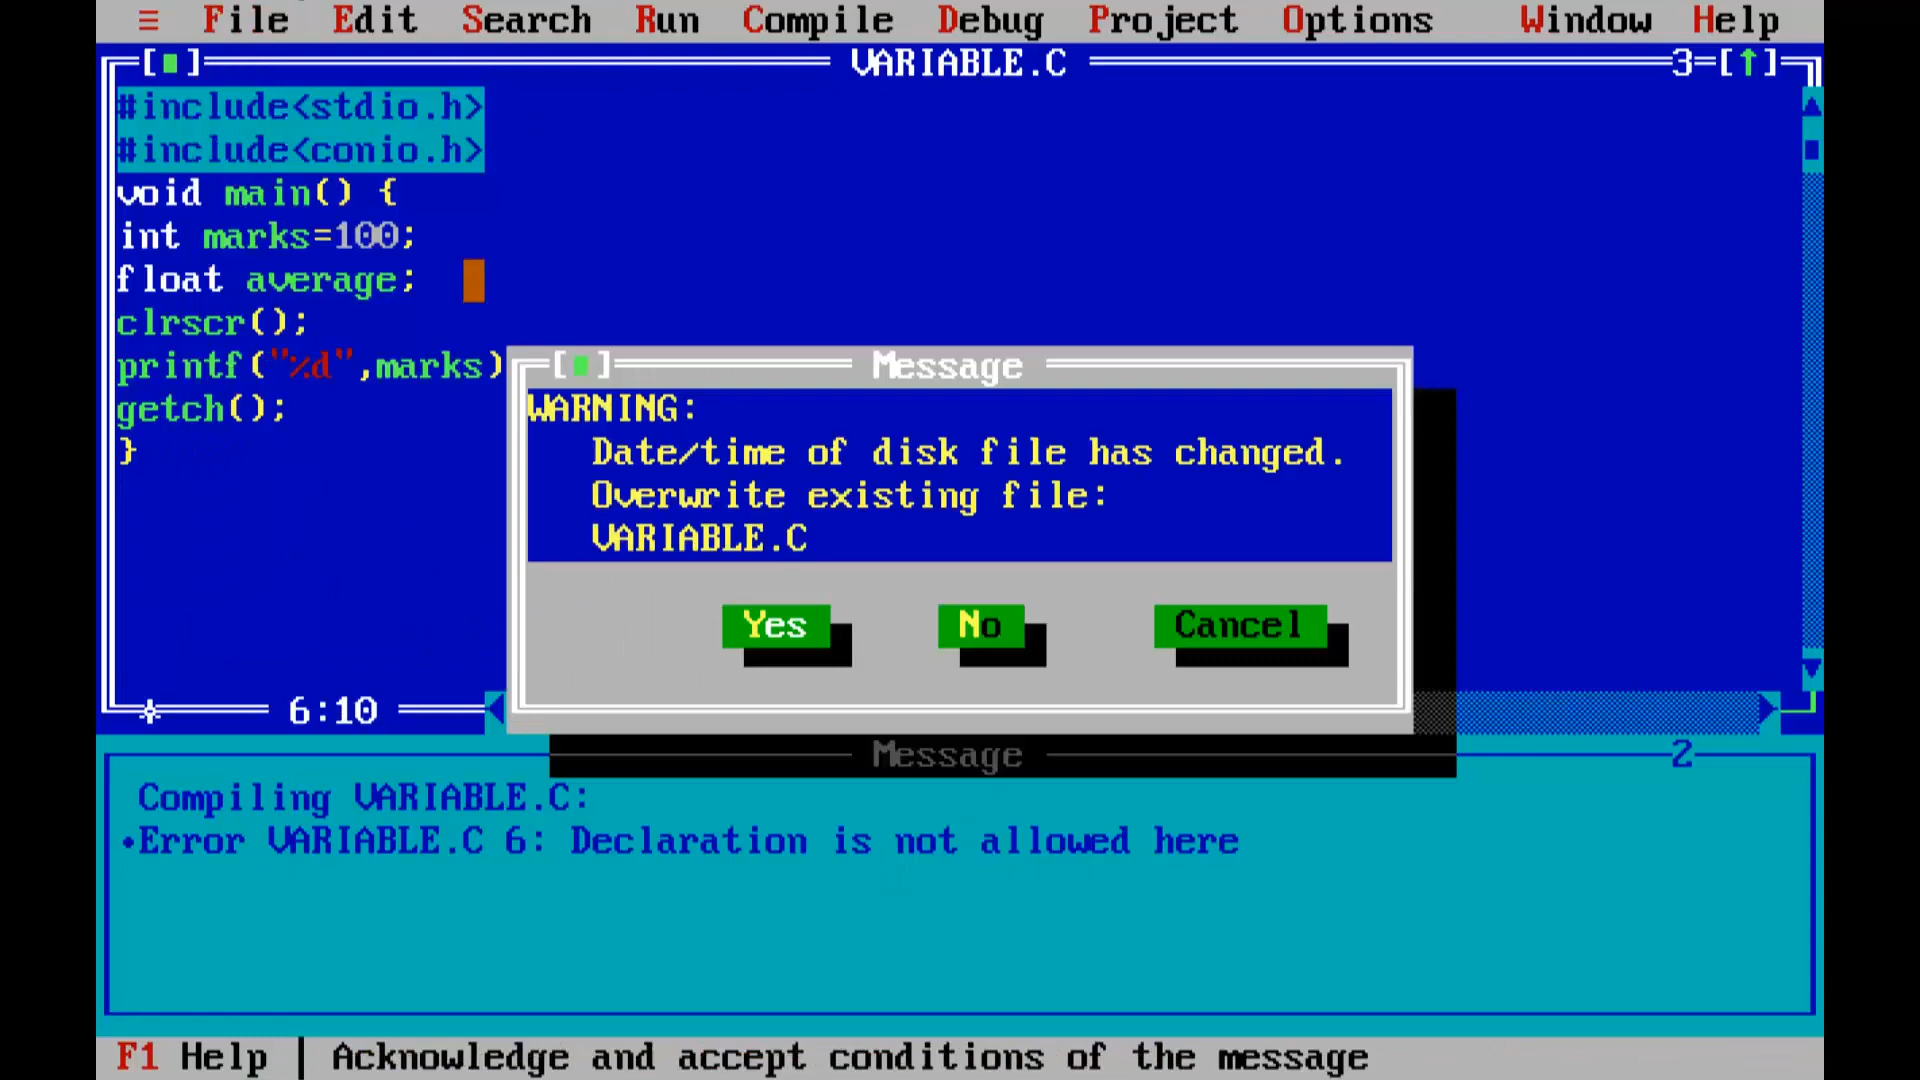 ≡ File Edit Search Run Compile Debug Project Options Window Help
[■] VARIABLE.C 3=[↑]
#include<stdio.h>
#include<conio.h>
void main() {
int marks=100;
float average;
clrscr();
printf("%d",marks)
getch();
}
6:10
[■] Message
WARNING:
Date/time of disk file has changed.
Overwrite existing file:
VARIABLE.C
Yes No Cancel
Message 2
Compiling VARIABLE.C:
•Error VARIABLE.C 6: Declaration is not allowed here
F1 Help | Acknowledge and accept conditions of the message